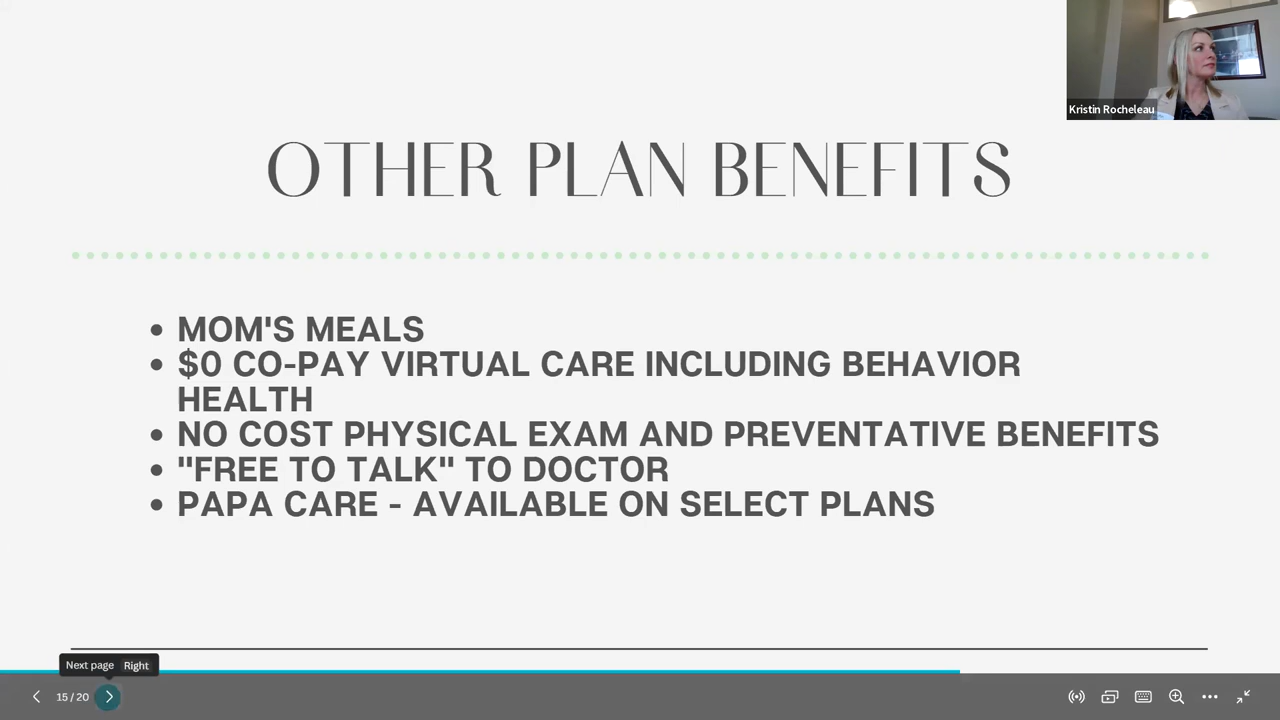 Kristin Rocheleau
OTHER PLAN BENEFITS
• MOM'S MEALS
• $0 CO-PAY VIRTUAL CARE INCLUDING BEHAVIOR
HEALTH
• NO COST PHYSICAL EXAM AND PREVENTATIVE BENEFITS
• "FREE TO TALK" TO DOCTOR
• PAPA CARE - AVAILABLE ON SELECT PLANS
Next page Right
15 / 20